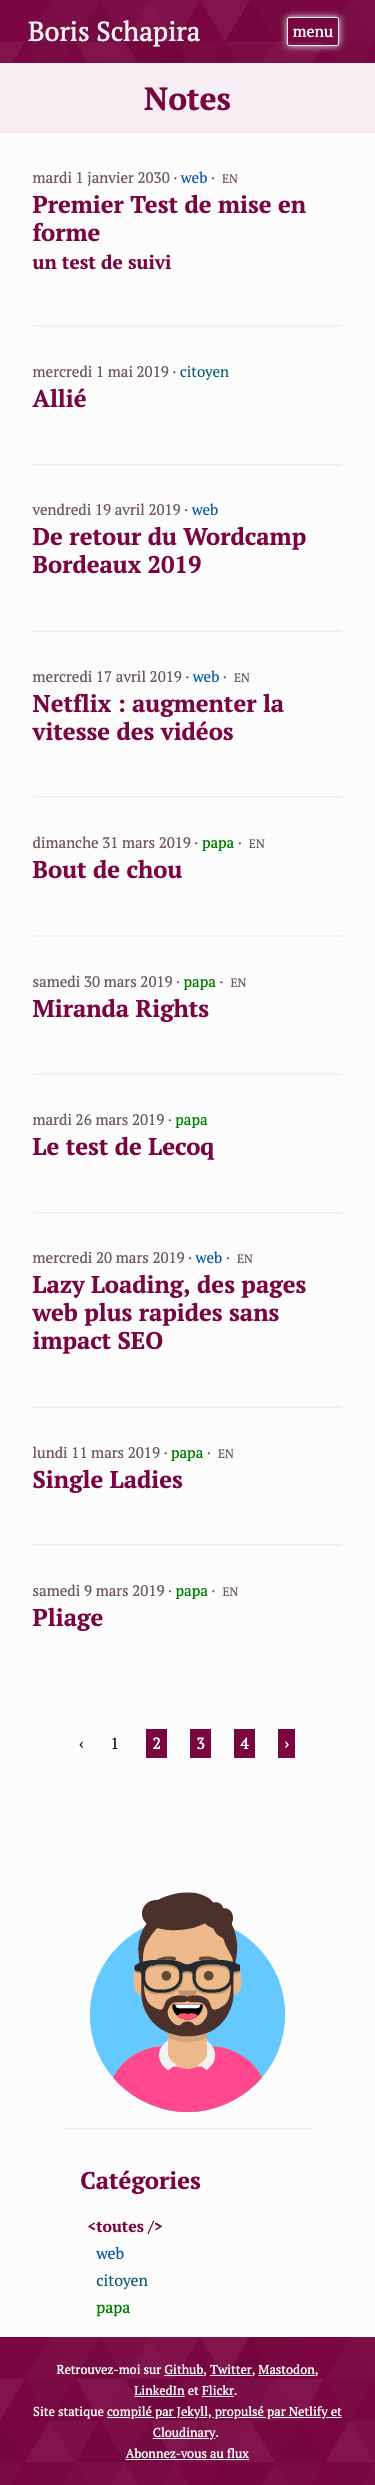 Boris Schapira
menu
Notes
mardi 1 janvier 2030 · web · EN
Premier Test de mise en
forme
un test de suivi
mercredi 1 mai 2019 · citoyen
Allié
vendredi 19 avril 2019 · web
De retour du Wordcamp
Bordeaux 2019
mercredi 17 avril 2019 · web · EN
Netflix : augmenter la
vitesse des vidéos
dimanche 31 mars 2019 · papa · EN
Bout de chou
samedi 30 mars 2019 · papa · EN
Miranda Rights
mardi 26 mars 2019 · papa
Le test de Lecoq
mercredi 20 mars 2019 · web · EN
Lazy Loading, des pages
web plus rapides sans
impact SEO
lundi 11 mars 2019 · papa · EN
Single Ladies
samedi 9 mars 2019 · papa · EN
Pliage
‹ 1 2 3 4 ›
Catégories
<toutes />
web
citoyen
papa
Retrouvez-moi sur Github, Twitter, Mastodon,
LinkedIn et Flickr.
Site statique compilé par Jekyll, propulsé par Netlify et
Cloudinary.
Abonnez-vous au flux